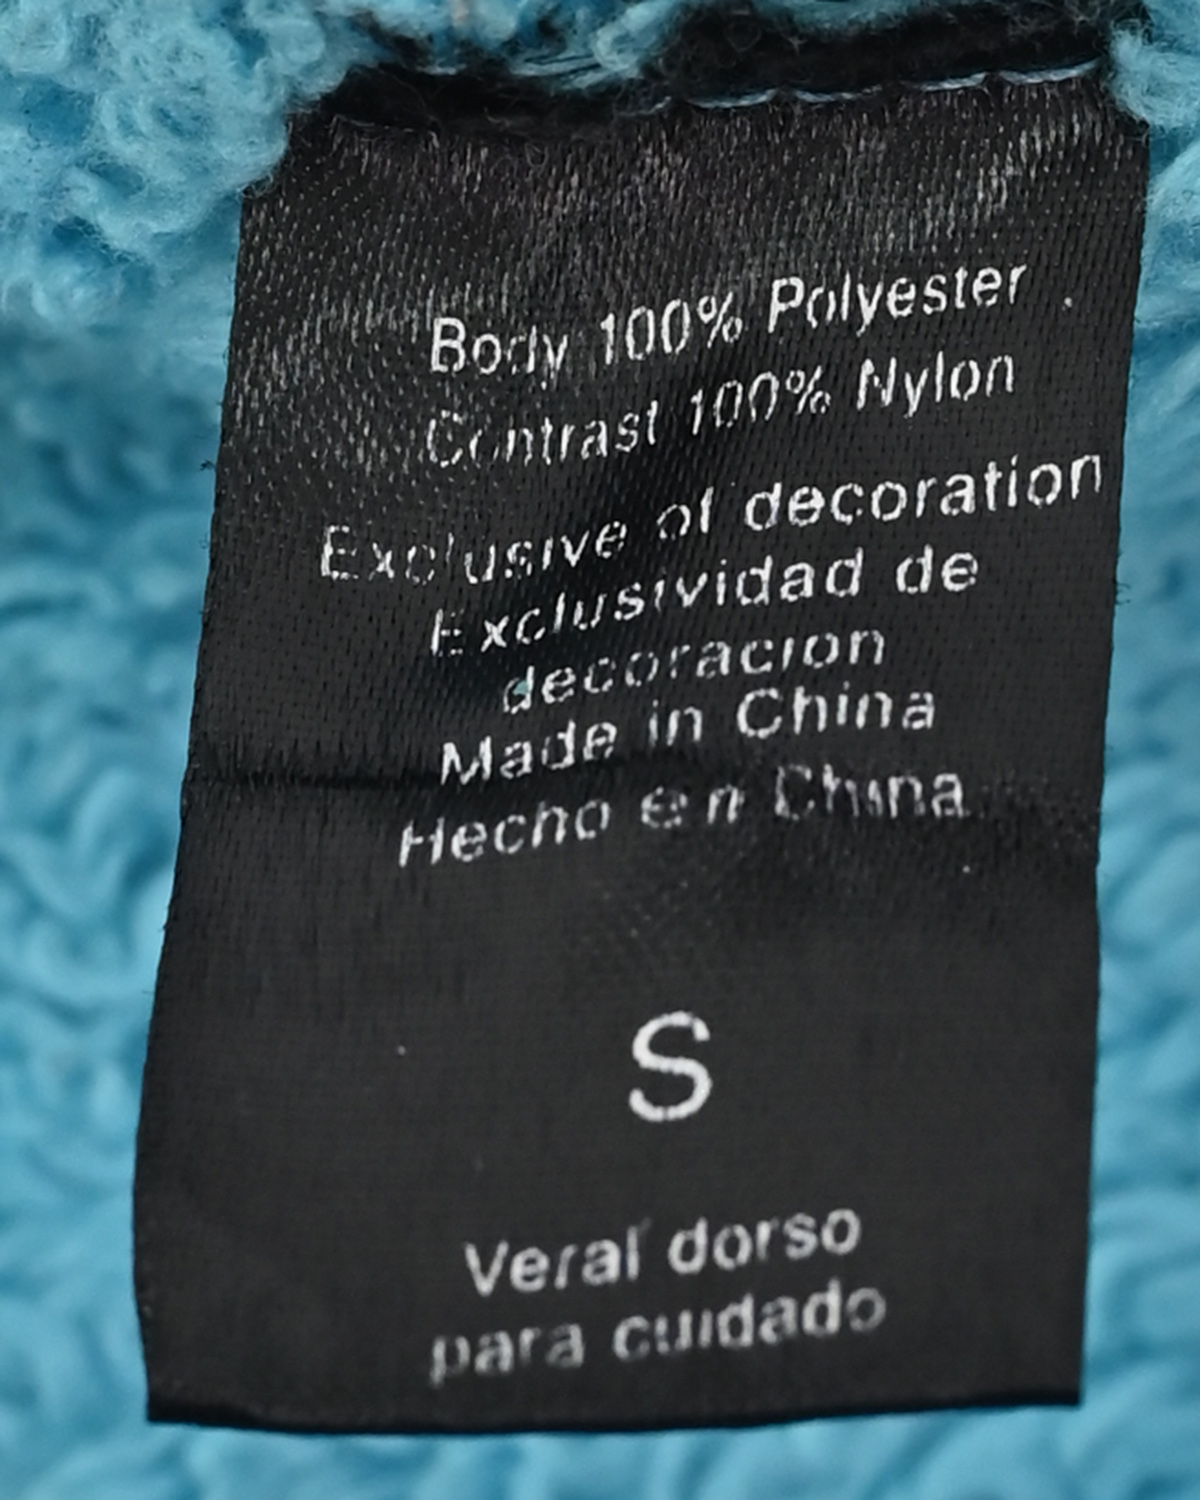 Body 100% Polyester
Contrast 100% Nylon
Exclusive of decoration
Exclusividad de
decoracion
Made in China
Hecho en China
S
Veral dorso
para cuidado